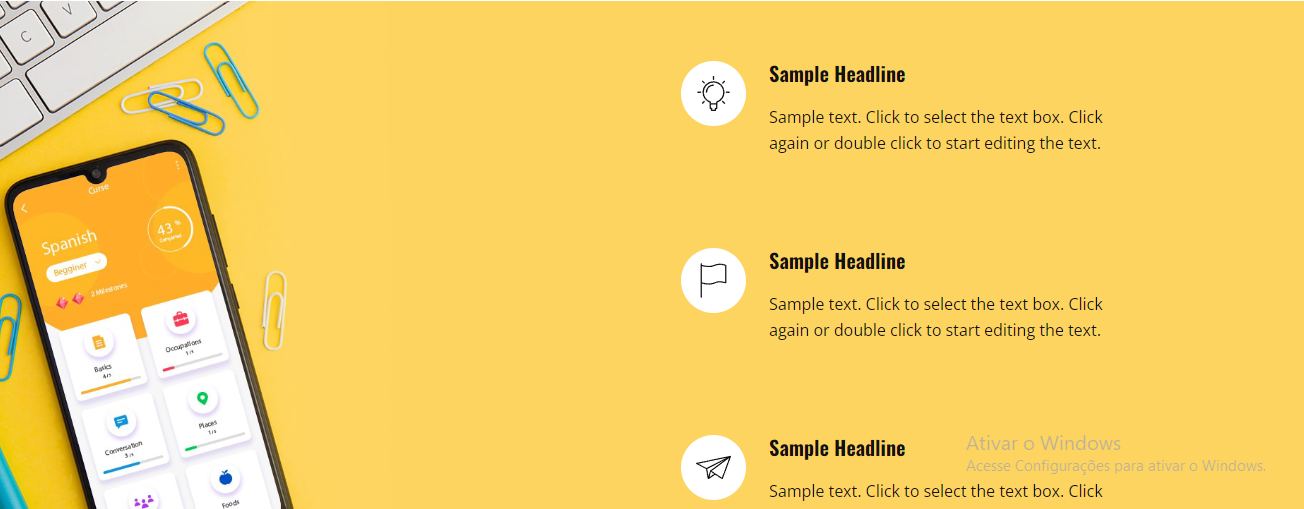 C
V
Curse
Spanish
43 %
Completed
Begginer
2 Milestones
Basics
4/5
Occupations
1/5
Conversation
3/5
Places
1/5
Foods
Sample Headline
Sample text. Click to select the text box. Click
again or double click to start editing the text.
Sample Headline
Sample text. Click to select the text box. Click
again or double click to start editing the text.
Sample Headline
Sample text. Click to select the text box. Click
Ativar o Windows
Acesse Configurações para ativar o Windows.